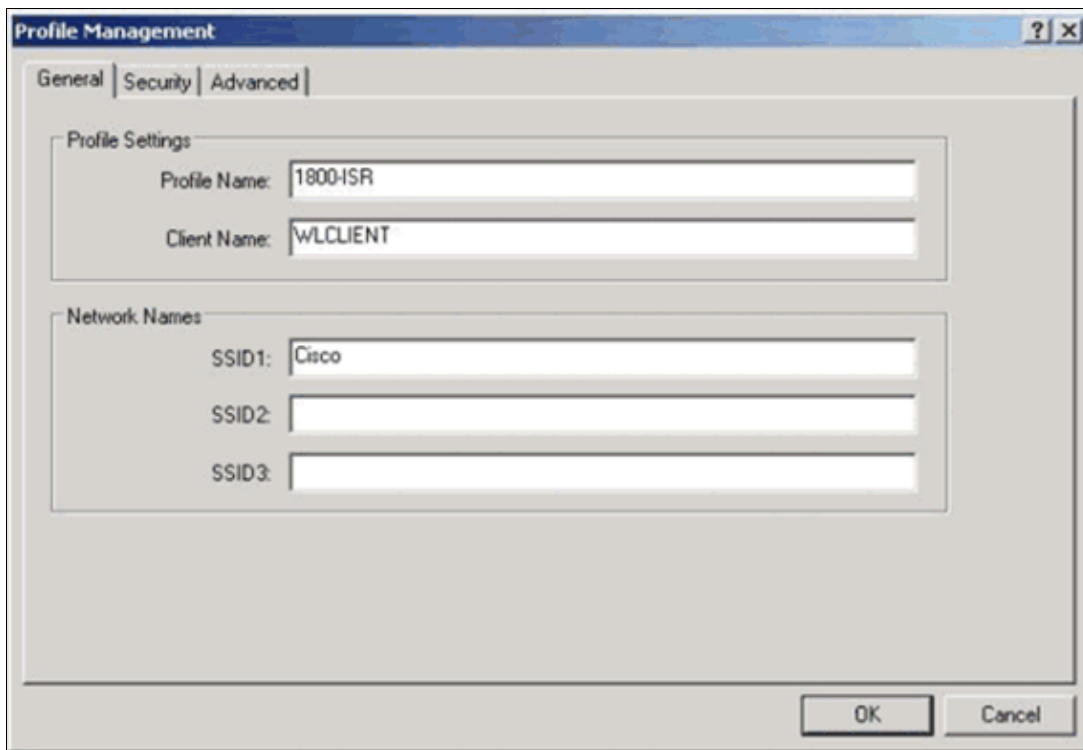 Profile Management
General Security Advanced
Profile Settings
Profile Name: 1800-ISR
Client Name: WLCLIENT
Network Names
SSID1: Cisco
SSID2:
SSID3:
OK Cancel